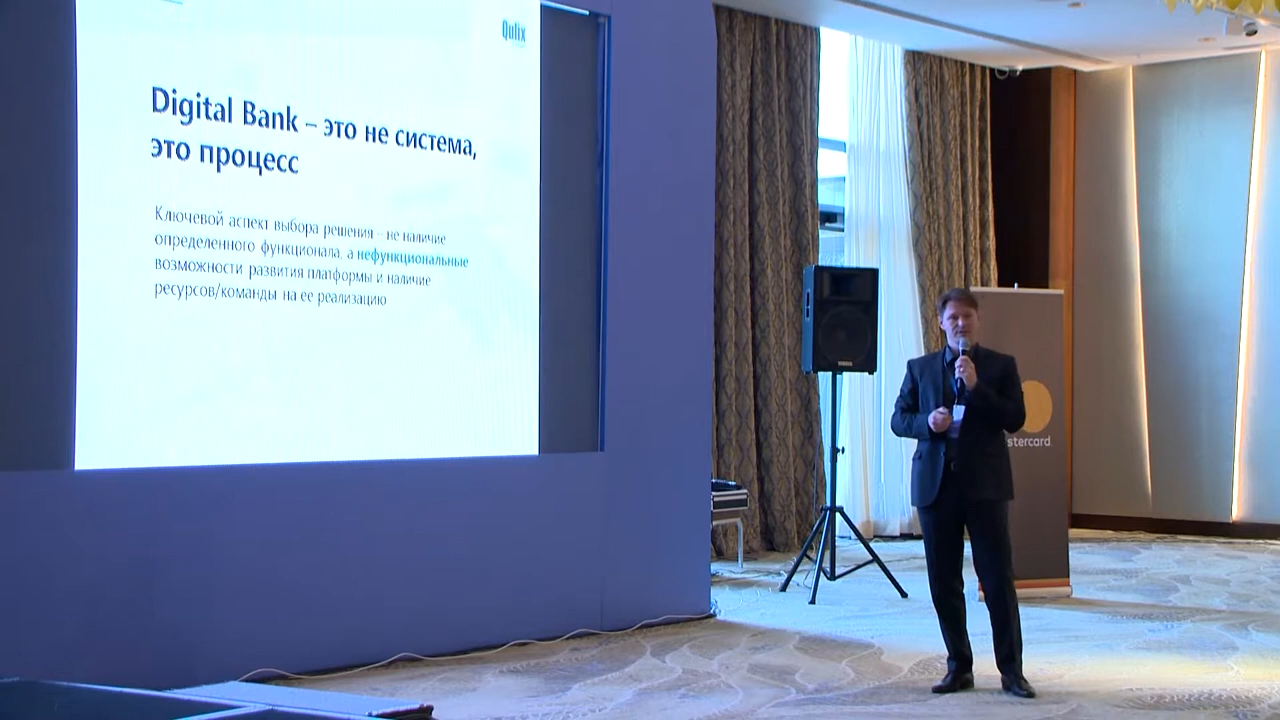 Qulix
Digital Bank – это не система,
это процесс
Ключевой аспект выбора решения – не наличие
определенного функционала, а нефункциональные
возможности развития платформы и наличие
ресурсов/команды на ее реализацию
stercard